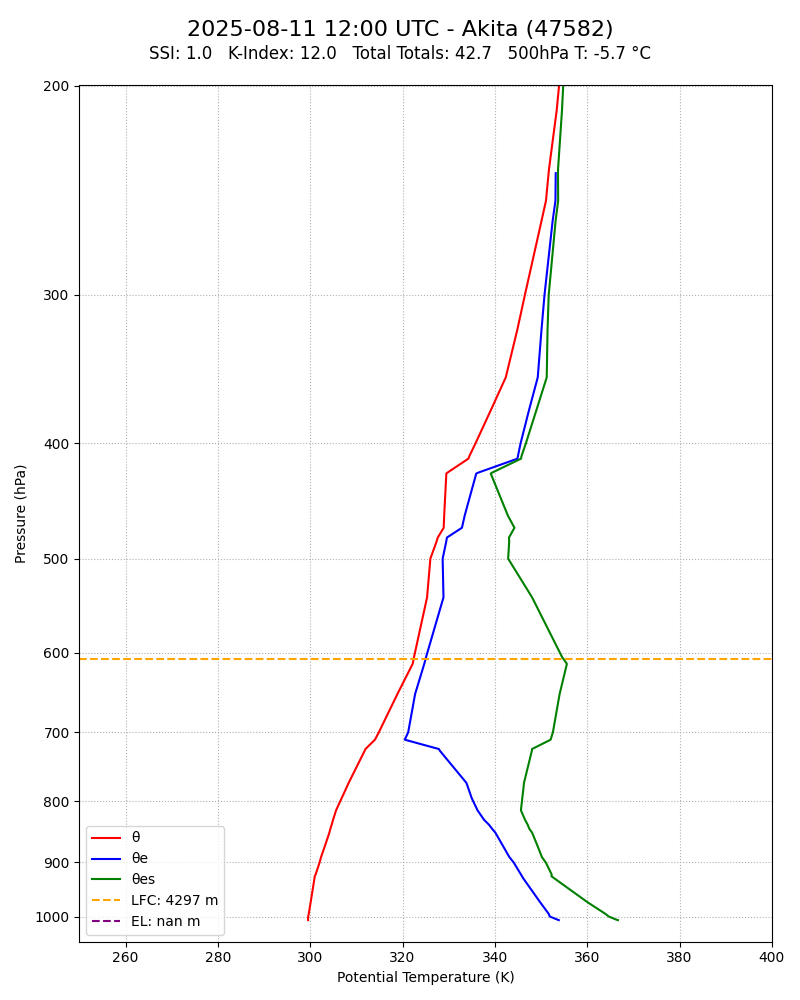 2025-08-11 12:00 UTC - Akita (47582)
SSI: 1.0 K-Index: 12.0 Total Totals: 42.7 500hPa T: -5.7 °C
200
300
400
500
600
700
800
900
1000
Pressure (hPa)
θ
θe
θes
LFC: 4297 m
EL: nan m
260 280 300 320 340 360 380 400
Potential Temperature (K)